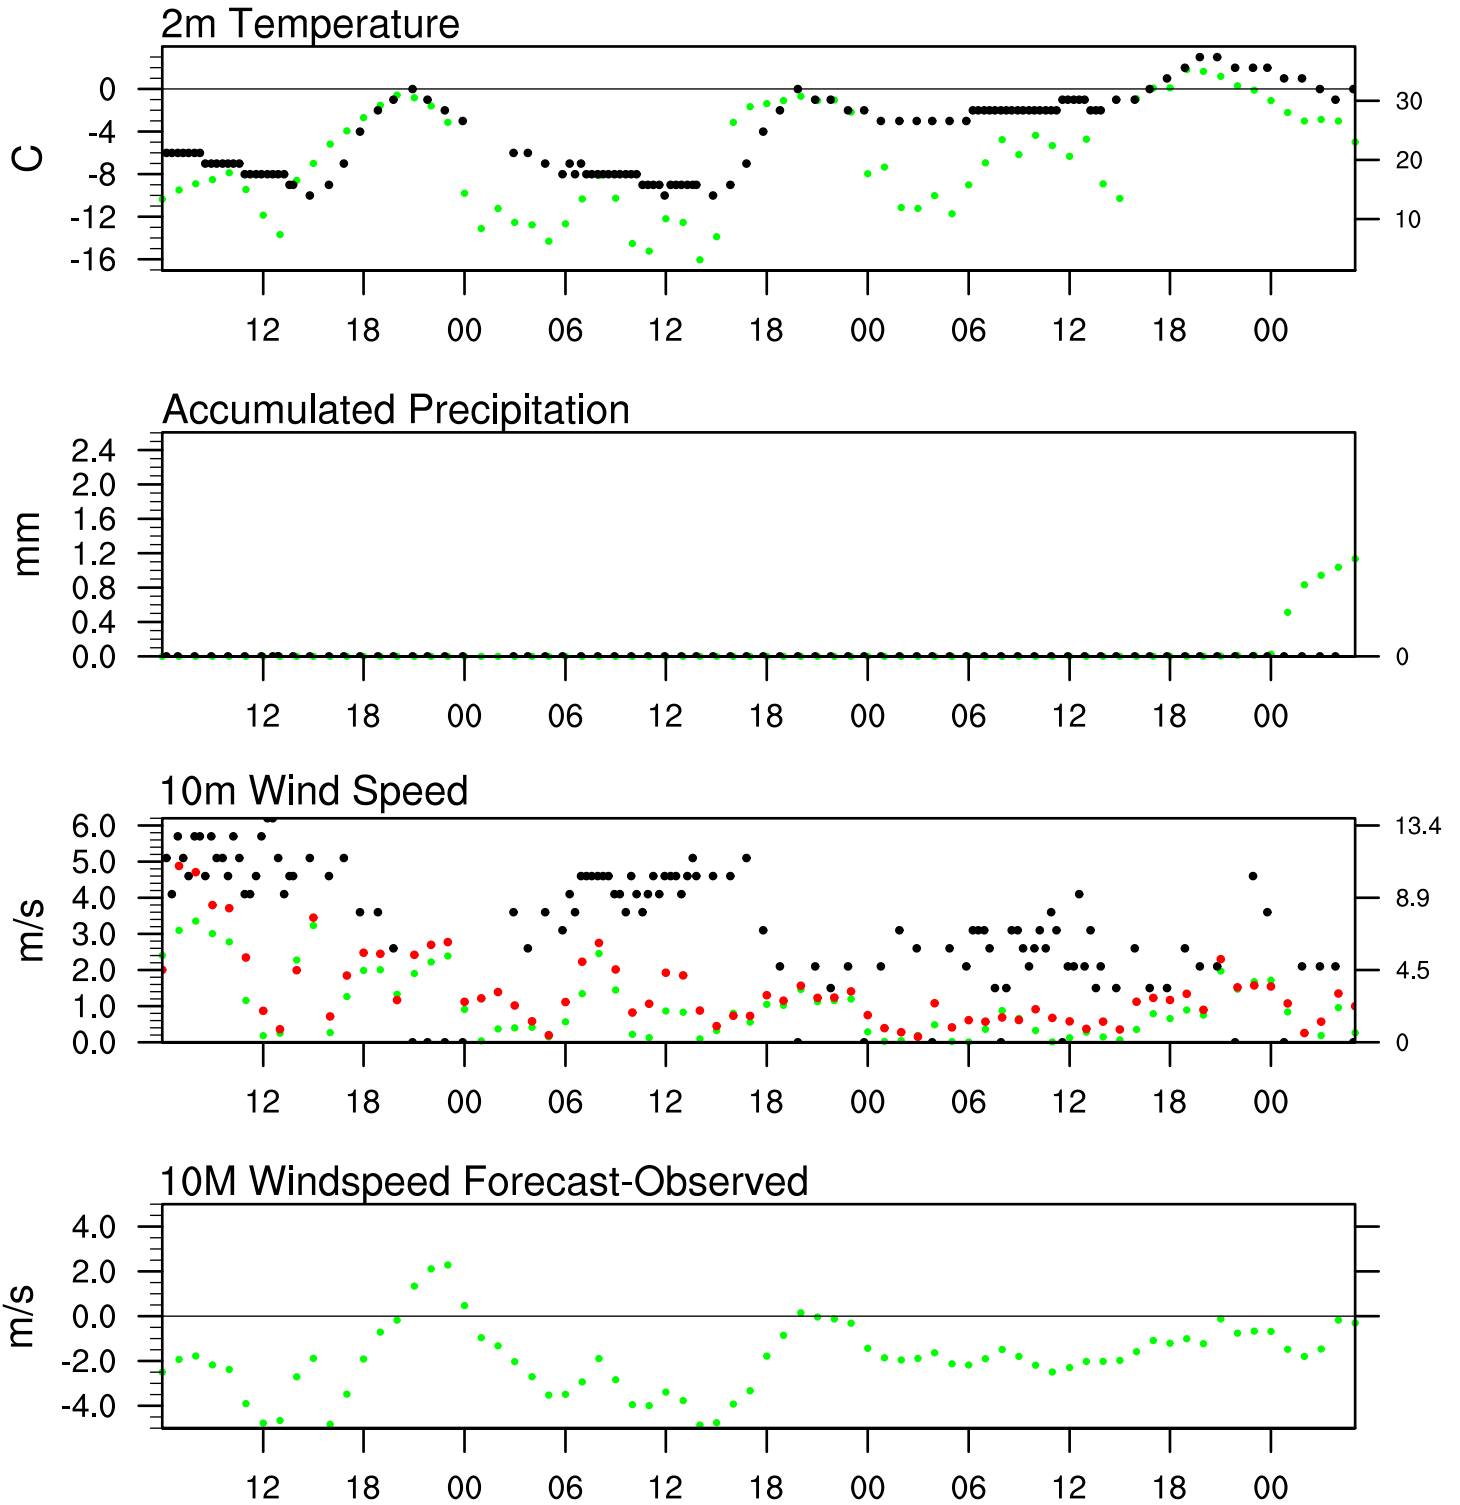 2m Temperature
0
-4
-8
-12
-16
C
30
20
10
12 18 00 06 12 18 00 06 12 18 00
Accumulated Precipitation
2.4
2.0
1.6
1.2
0.8
0.4
0.0
mm
0
12 18 00 06 12 18 00 06 12 18 00
10m Wind Speed
6.0
5.0
4.0
3.0
2.0
1.0
0.0
m/s
13.4
8.9
4.5
0
12 18 00 06 12 18 00 06 12 18 00
10M Windspeed Forecast-Observed
4.0
2.0
0.0
-2.0
-4.0
m/s
12 18 00 06 12 18 00 06 12 18 00